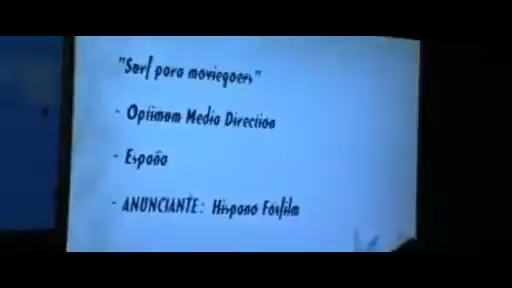 "Surf para moviegoers"
- Optimum Media Direction
- España
- ANUNCIANTE: Hispano Foxfilm